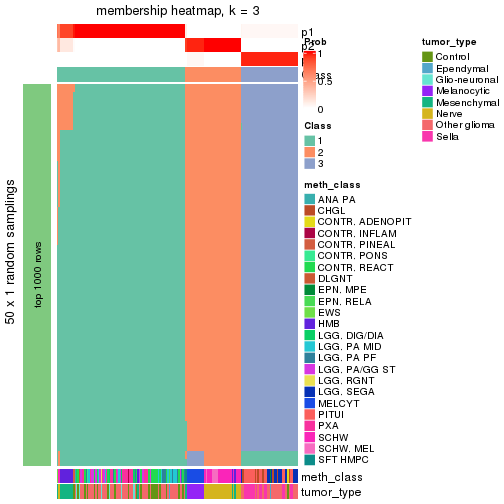 membership heatmap, k = 3
50 x 1 random samplings
top 1000 rows
p1
p2
Class
meth_class
tumor_type
Prob
1
0.5
0
Class
1
2
3
meth_class
ANA PA
CHGL
CONTR. ADENOPIT
CONTR. INFLAM
CONTR. PINEAL
CONTR. PONS
CONTR. REACT
DLGNT
EPN. MPE
EPN. RELA
EWS
HMB
LGG. DIG/DIA
LGG. PA MID
LGG. PA PF
LGG. PA/GG ST
LGG. RGNT
LGG. SEGA
MELCYT
PITUI
PXA
SCHW
SCHW. MEL
SFT HMPC
tumor_type
Control
Ependymal
Glio-neuronal
Melanocytic
Mesenchymal
Nerve
Other glioma
Sella